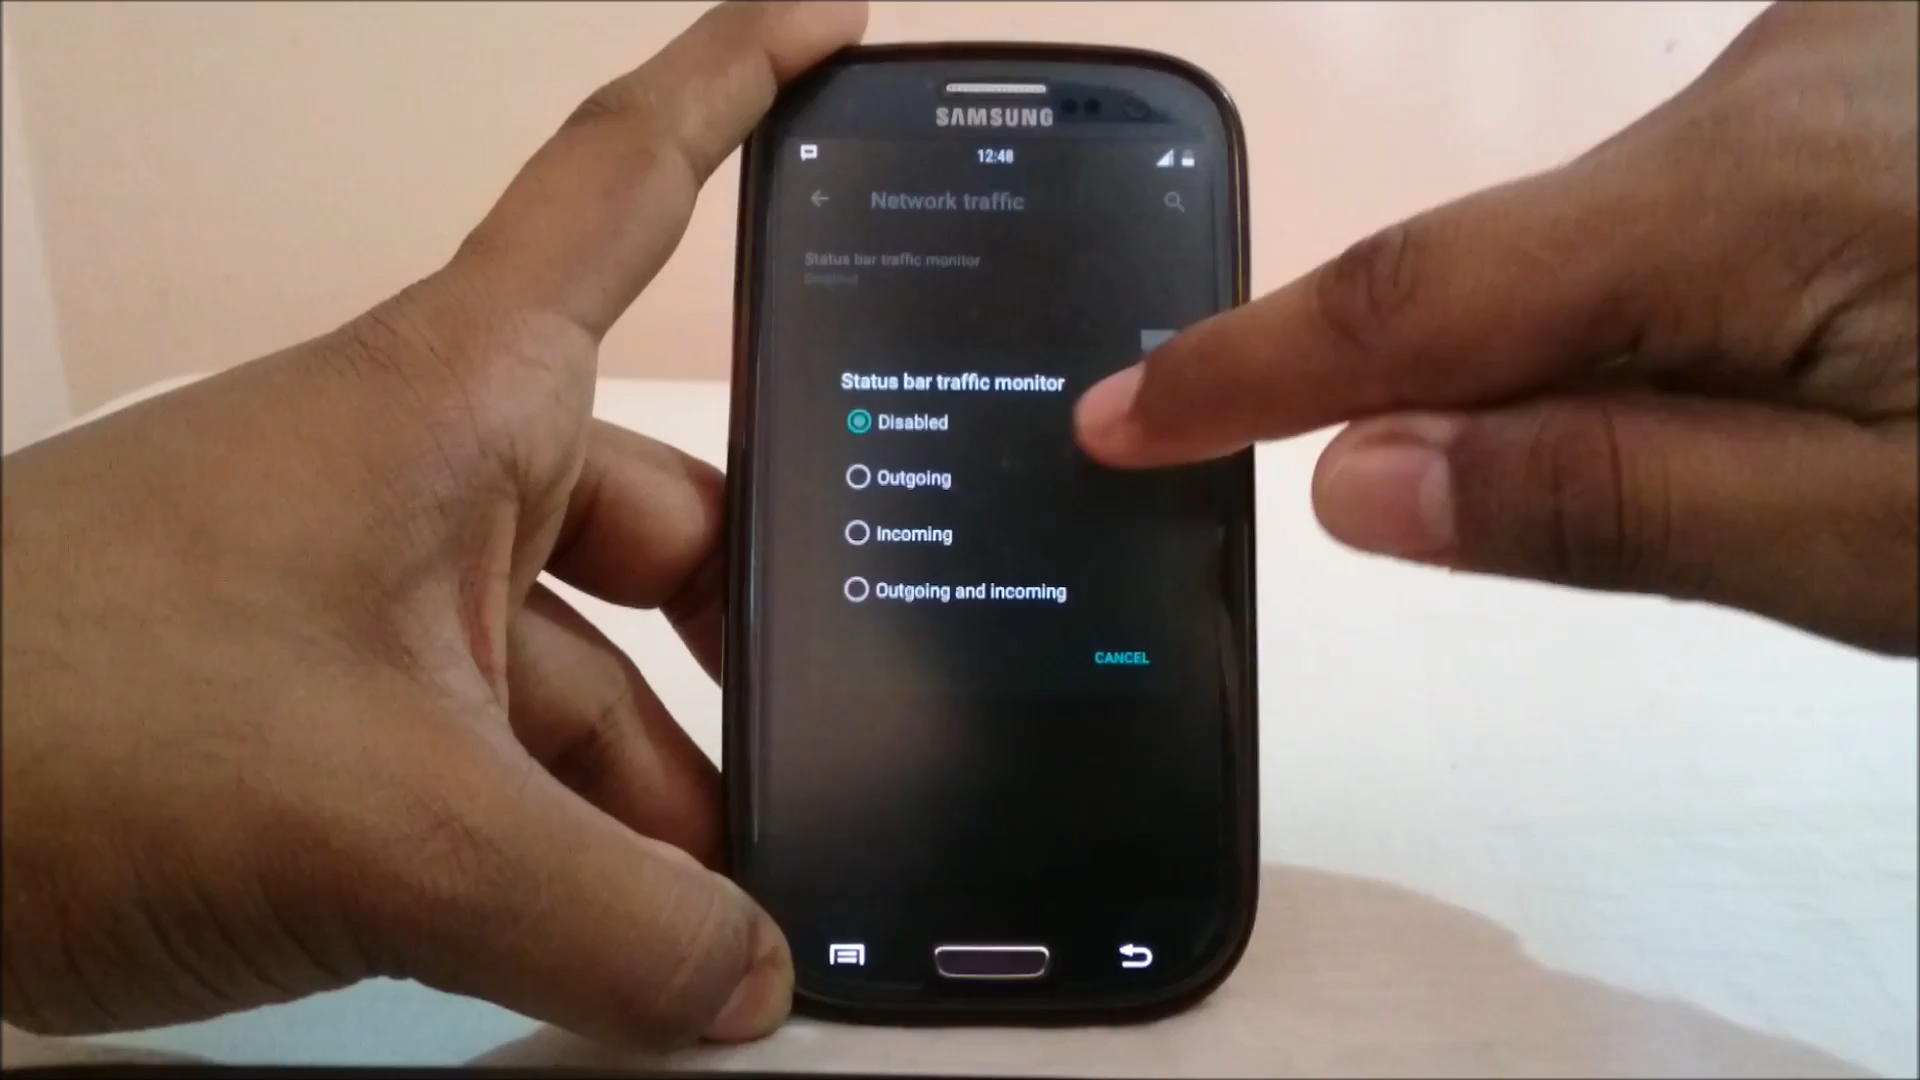 SAMSUNG
12:48
Network traffic
Status bar traffic monitor
Disabled
Status bar traffic monitor
Disabled
Outgoing
Incoming
Outgoing and incoming
CANCEL